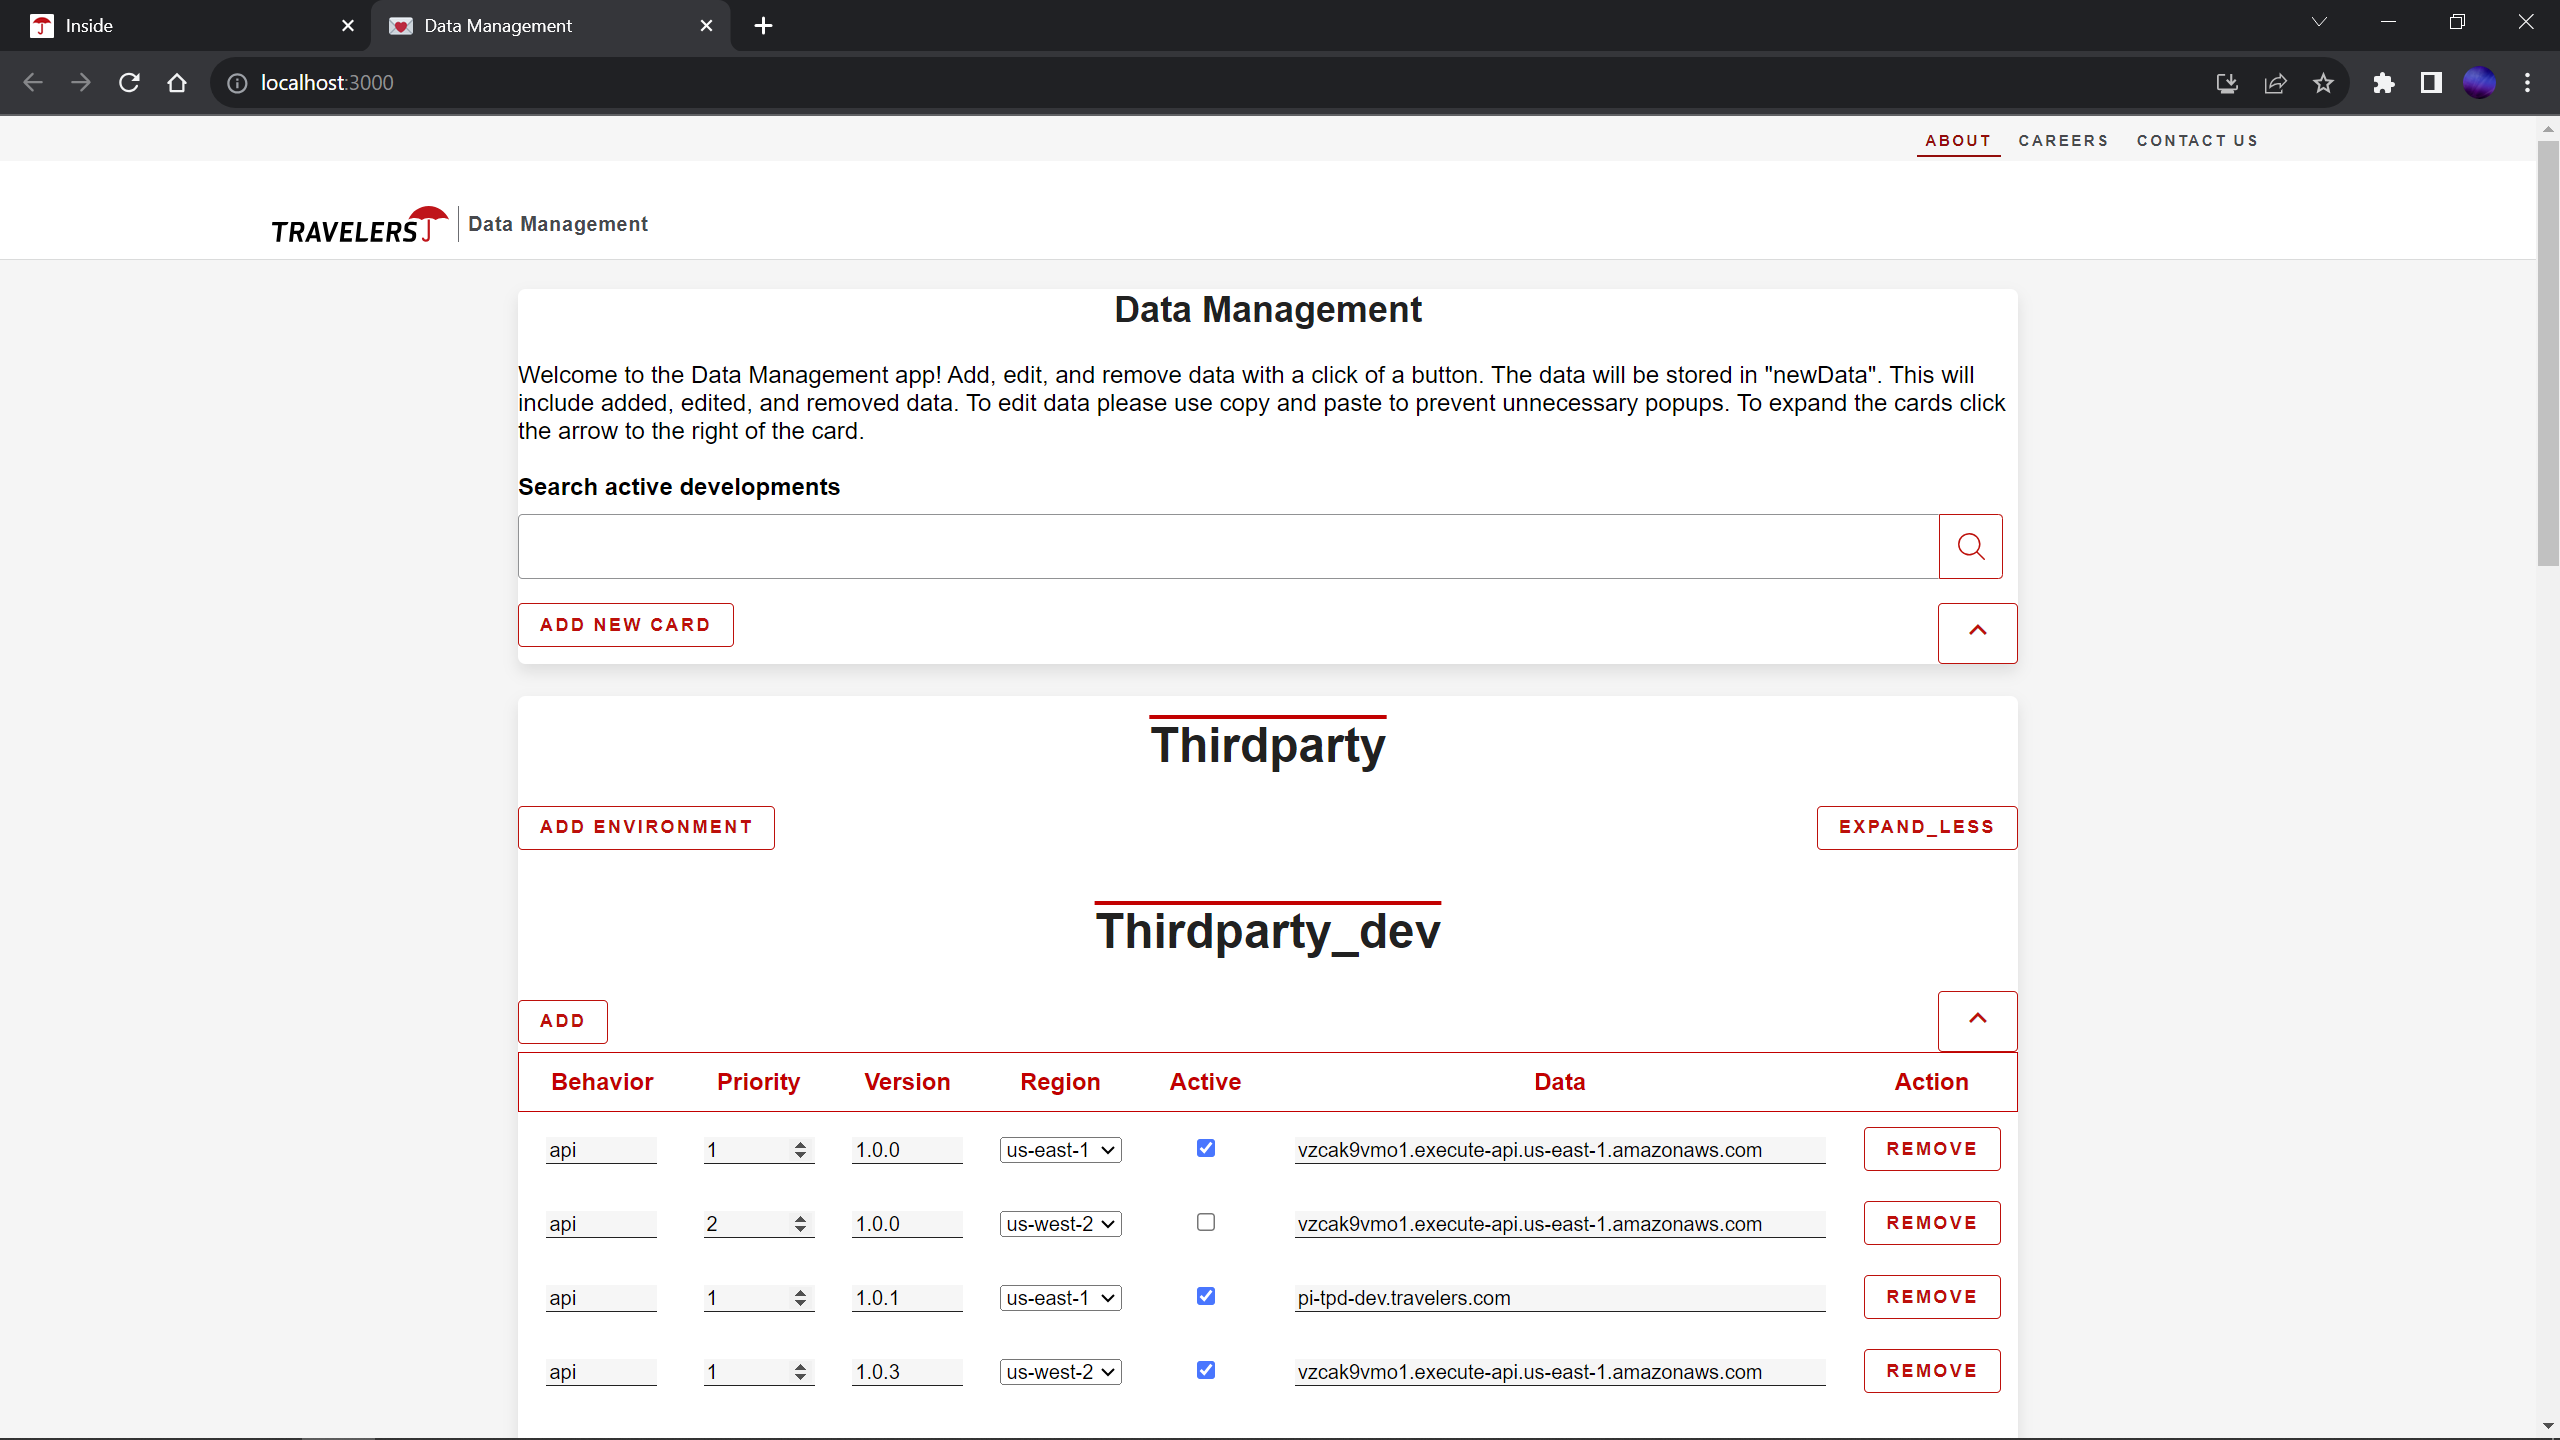 Inside
Data Management
localhost:3000
ABOUT CAREERS CONTACT US
TRAVELERS Data Management
Data Management
Welcome to the Data Management app! Add, edit, and remove data with a click of a button. The data will be stored in "newData". This will
include added, edited, and removed data. To edit data please use copy and paste to prevent unnecessary popups. To expand the cards click
the arrow to the right of the card.
Search active developments
ADD NEW CARD
Thirdparty
ADD ENVIRONMENT EXPAND_LESS
Thirdparty_dev
ADD
Behavior Priority Version Region Active Data Action
api 1 1.0.0 us-east-1 vzcak9vmo1.execute-api.us-east-1.amazonaws.com REMOVE
api 2 1.0.0 us-west-2 vzcak9vmo1.execute-api.us-east-1.amazonaws.com REMOVE
api 1 1.0.1 us-east-1 pi-tpd-dev.travelers.com REMOVE
api 1 1.0.3 us-west-2 vzcak9vmo1.execute-api.us-east-1.amazonaws.com REMOVE